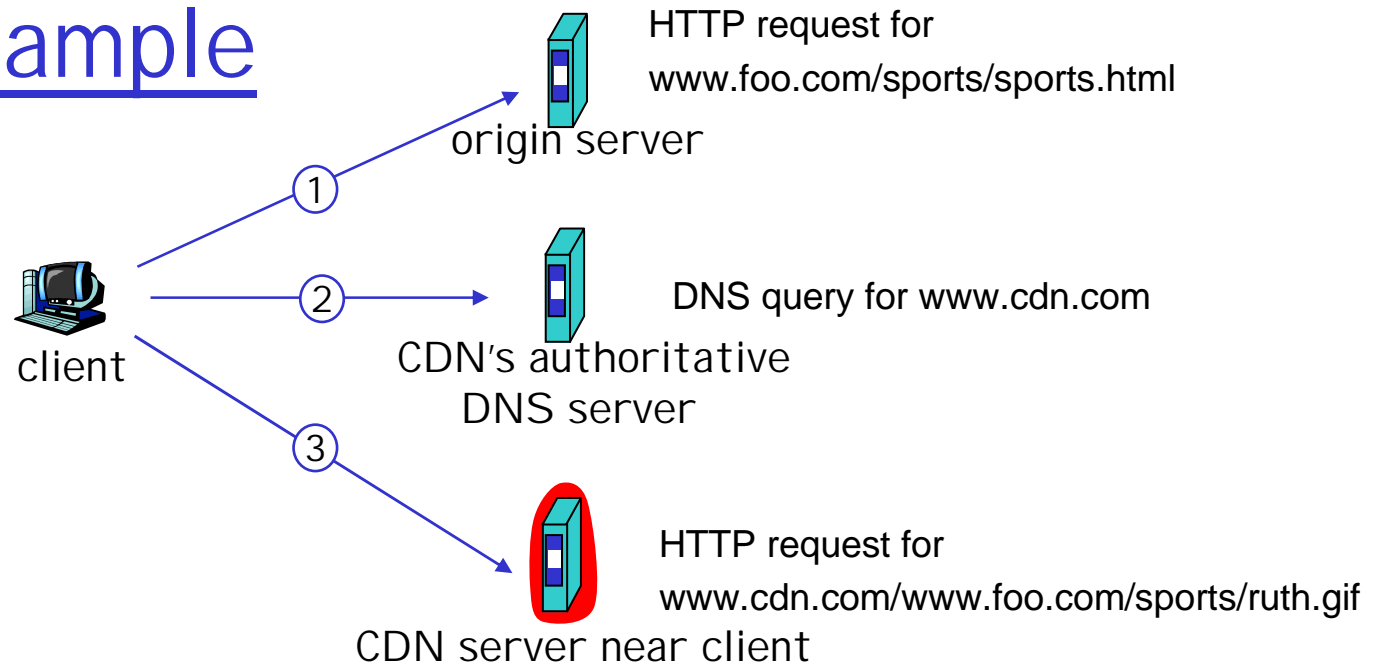 ample
HTTP request for
www.foo.com/sports/sports.html
origin server
1
client
2
DNS query for www.cdn.com
CDN's authoritative
DNS server
3
HTTP request for
www.cdn.com/www.foo.com/sports/ruth.gif
CDN server near client